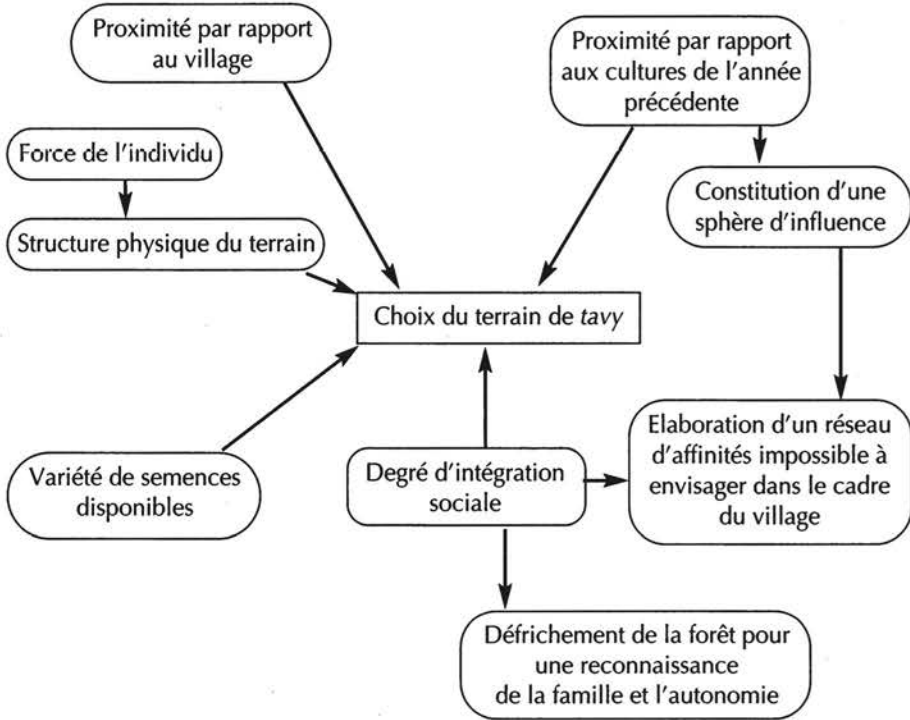 Proximité par rapport
au village
Proximité par rapport
aux cultures de l'année
précédente
Force de l'individu
Structure physique du terrain
Constitution d'une
sphère d'influence
Choix du terrain de tavy
Variété de semences
disponibles
Degré d'intégration
sociale
Elaboration d'un réseau
d'affinités impossible à
envisager dans le cadre
du village
Défrichement de la forêt pour
une reconnaissance
de la famille et l'autonomie